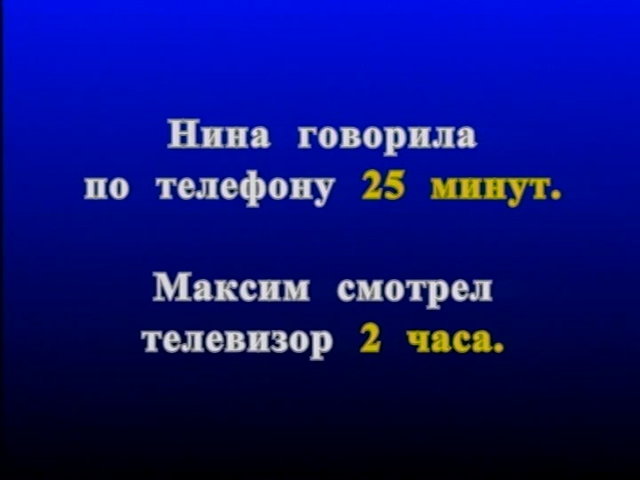 Нина говорила
по телефону 25 минут.
Максим смотрел
телевизор 2 часа.